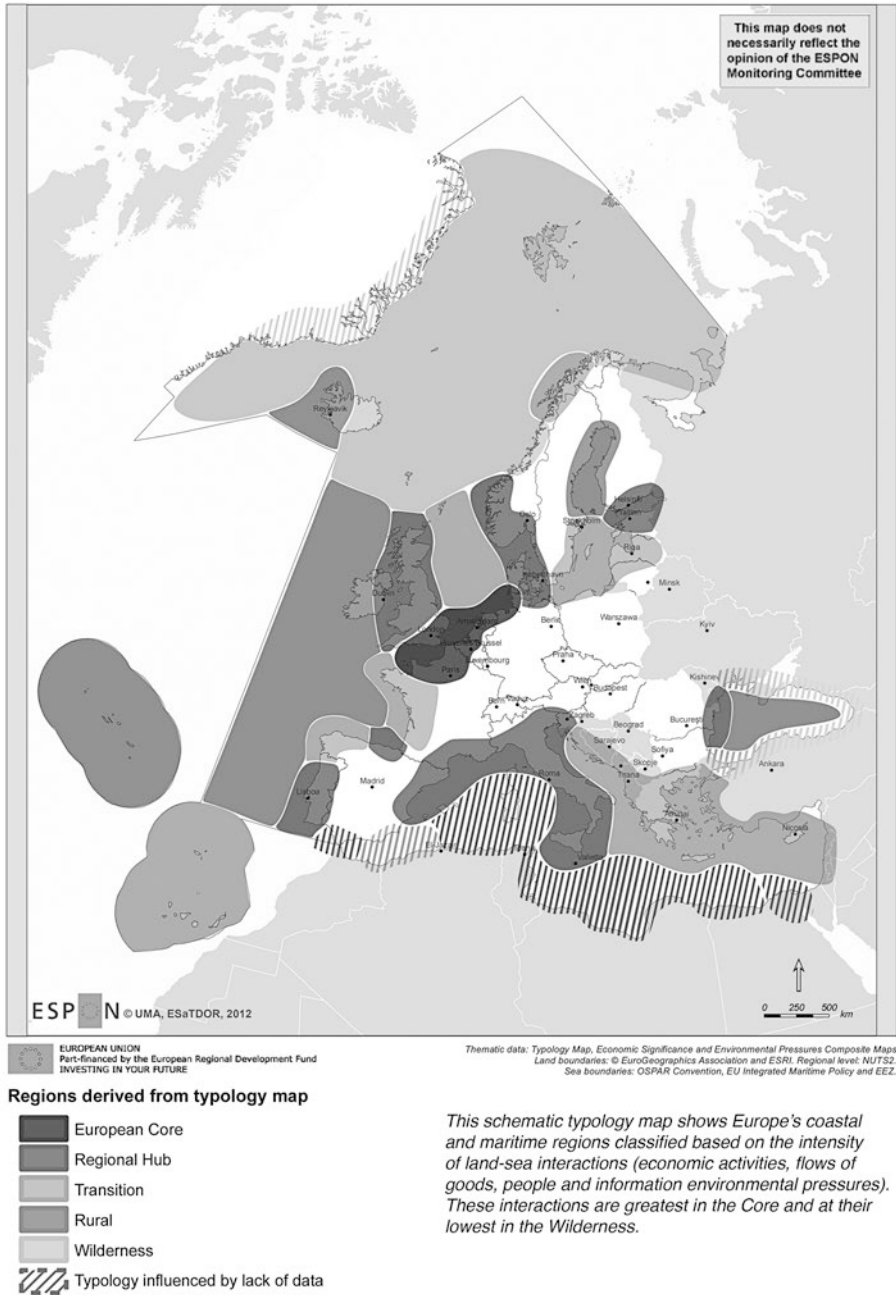 This map does not
necessarily reflect the
opinion of the ESPON
Monitoring Committee
Reykjavik
Helsinki
Tallinn
Oslo
Stockholm
Riga
København
Dublin
Minsk
Berlin
Warszawa
London
Amsterdam
Kyiv
Paris
Luxembourg
Praha
Wien
Budapest
Kishinev
Bern
Vaduz
Zagreb
Beograd
Bucureşti
Sarajevo
Sofiya
Skopje
Ankara
Madrid
Roma
Tirana
Lisboa
Nicosia
Valletta
ESPON © UMA, ESaTDOR, 2012
0 250 500
km
EUROPEAN UNION
Part-financed by the European Regional Development Fund
INVESTING IN YOUR FUTURE
Thematic data: Typology Map, Economic Significance and Environmental Pressures Composite Maps
Land boundaries: © EuroGeographics Association and ESRI. Regional level: NUTS2.
Sea boundaries: OSPAR Convention, EU Integrated Maritime Policy and EEZ.
Regions derived from typology map
European Core
Regional Hub
Transition
Rural
Wilderness
Typology influenced by lack of data
This schematic typology map shows Europe's coastal
and maritime regions classified based on the intensity
of land-sea interactions (economic activities, flows of
goods, people and information environmental pressures).
These interactions are greatest in the Core and at their
lowest in the Wilderness.